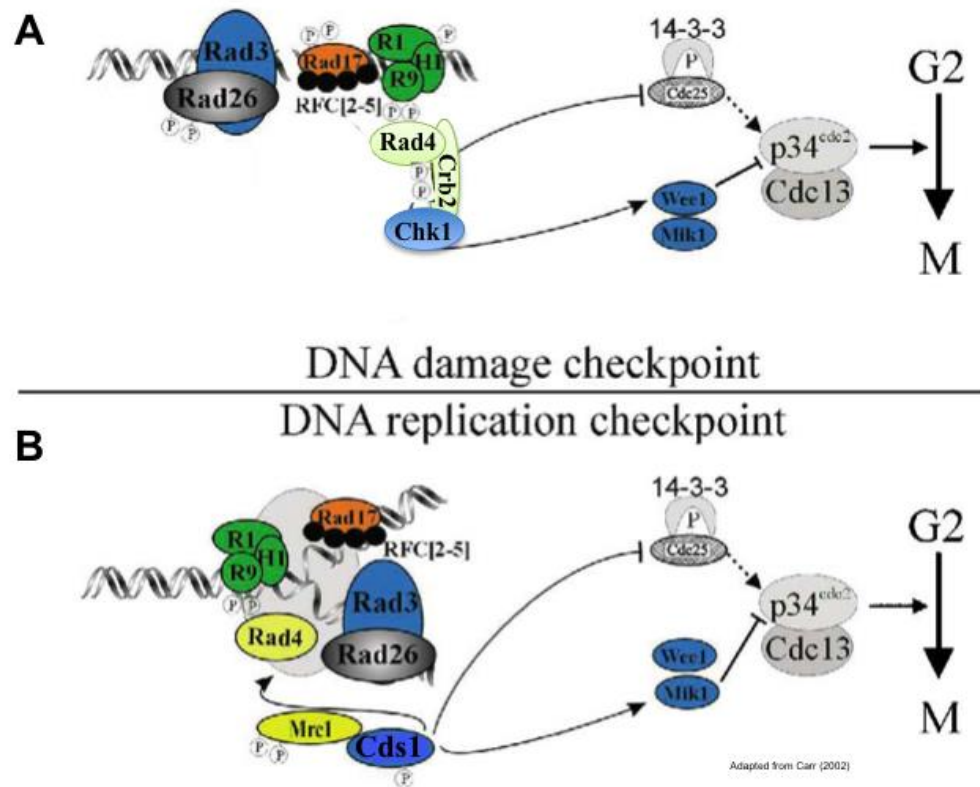 A
Rad3
Rad26
P P
P P
Rad17
RFC[2-5]
R1
H1
R9
P
P P
Rad4
Crb2
P
P
Chk1
14-3-3
P
Cdc25
Wee1
Mik1
p34cdc2
Cdc13
G2
M
DNA damage checkpoint
DNA replication checkpoint
B
R1
H1
R9
P P
Rad17
RFC[2-5]
Rad3
Rad26
Rad4
Mrc1
P P
Cds1
P
14-3-3
P
Cdc25
Wee1
Mik1
p34cdc2
Cdc13
G2
M
Adapted from Carr (2002)